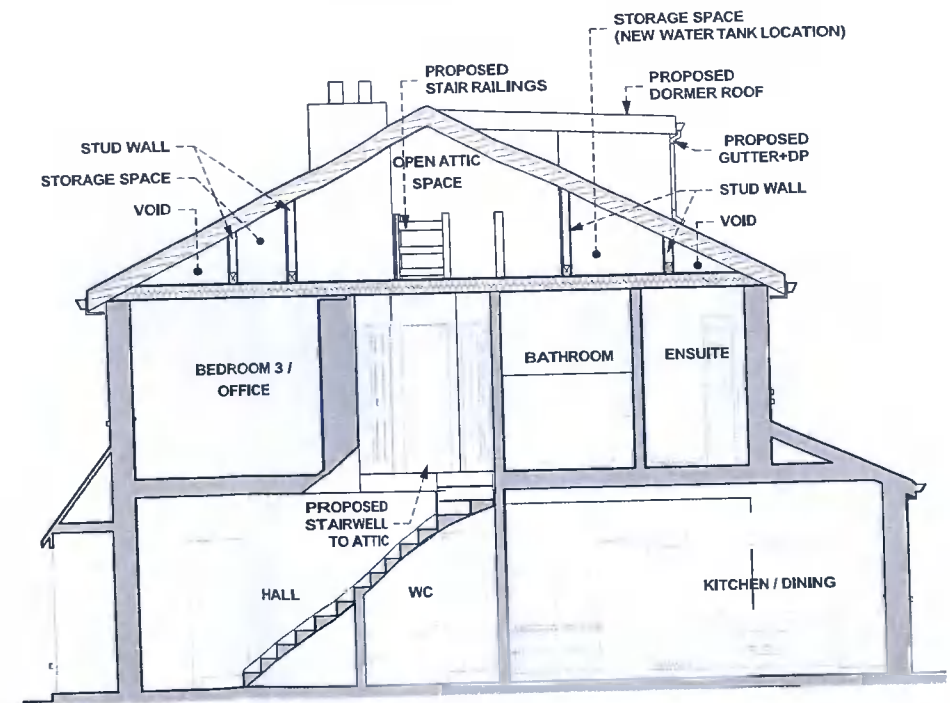 STORAGE SPACE
(NEW WATER TANK LOCATION)
PROPOSED
STAIR RAILINGS
PROPOSED
DORMER ROOF
PROPOSED
GUTTER+DP
STUD WALL
STORAGE SPACE
VOID
OPEN ATTIC
SPACE
STUD WALL
VOID
BEDROOM 3 /
OFFICE
BATHROOM
ENSUITE
PROPOSED
STAIRWELL
TO ATTIC
HALL
WC
KITCHEN / DINING